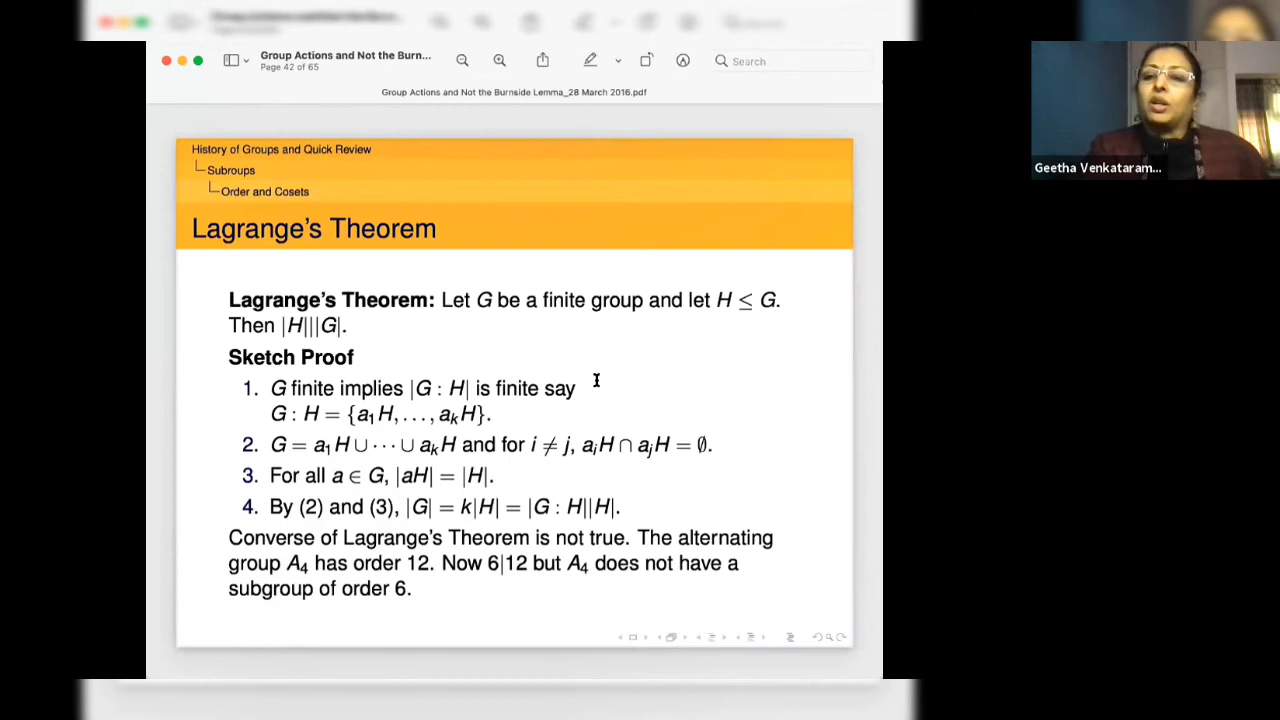 Group Actions and Not the Burn...
Page 42 of 65
Search
Group Actions and Not the Burnside Lemma_28 March 2016.pdf
Geetha Venkataram...
History of Groups and Quick Review
Subroups
Order and Cosets
Lagrange's Theorem
Lagrange's Theorem: Let G be a finite group and let H ≤ G.
Then |H|||G|.
Sketch Proof
1. G finite implies |G : H| is finite say
G : H = {a₁H, . . . , aₖH}.
2. G = a₁H ∪ · · · ∪ aₖH and for i ≠ j, aᵢH ∩ aⱼH = ∅.
3. For all a ∈ G, |aH| = |H|.
4. By (2) and (3), |G| = k|H| = |G : H||H|.
Converse of Lagrange's Theorem is not true. The alternating
group A₄ has order 12. Now 6|12 but A₄ does not have a
subgroup of order 6.